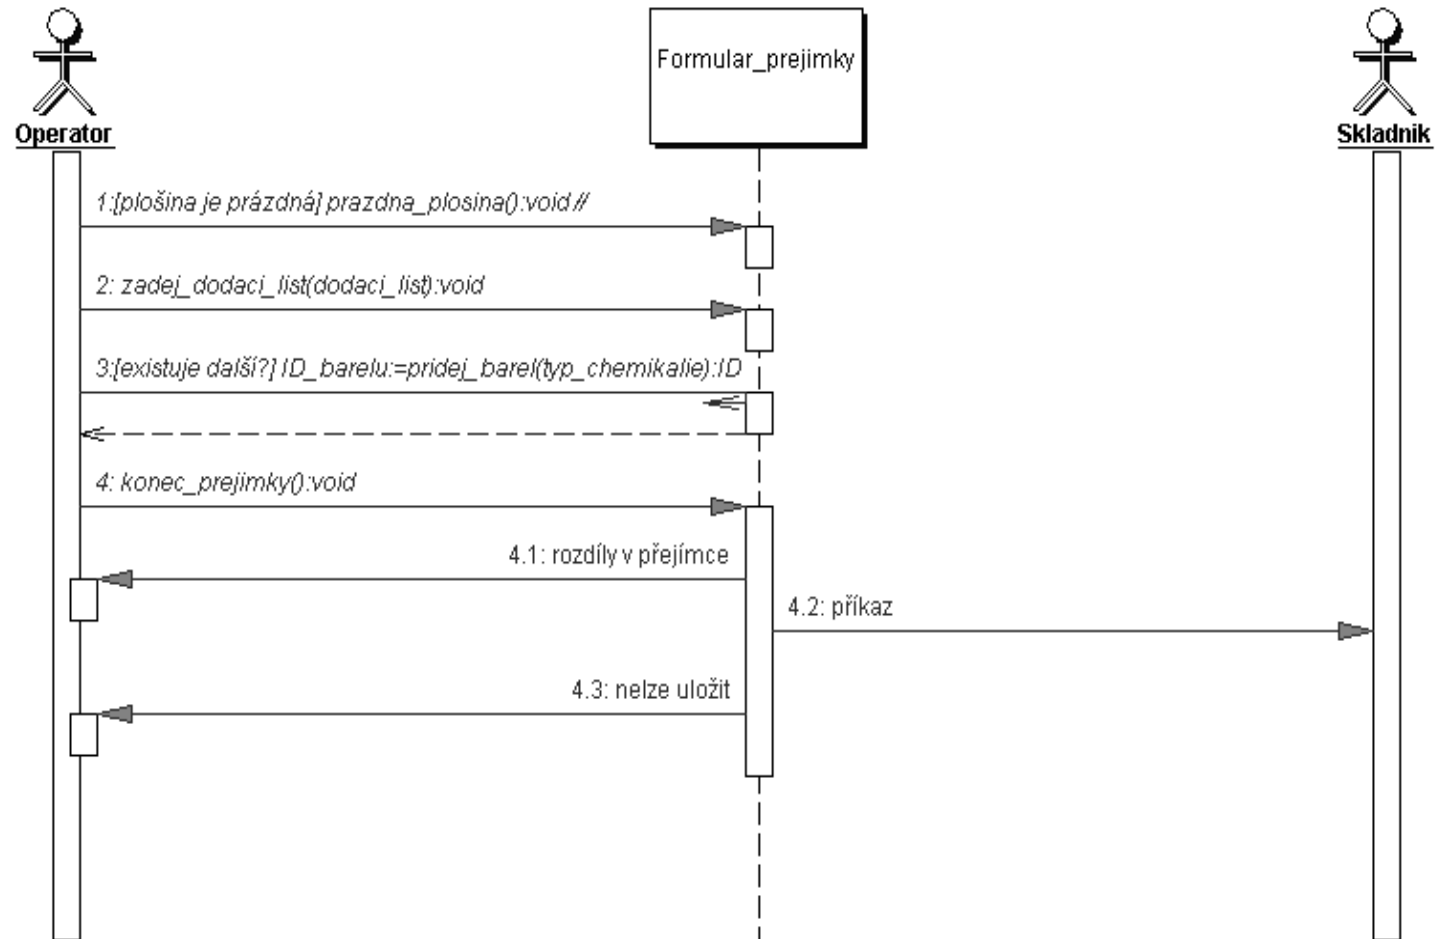 Formular_prejimky
Operator
Skladnik
1:[plošina je prázdná] prazdna_plosina():void //
2: zadej_dodaci_list(dodaci_list):void
3:[existuje další?] ID_barelu:=pridej_barel(typ_chemikalie):ID
4: konec_prejimky():void
4.1: rozdíly v přejímce
4.2: příkaz
4.3: nelze uložit